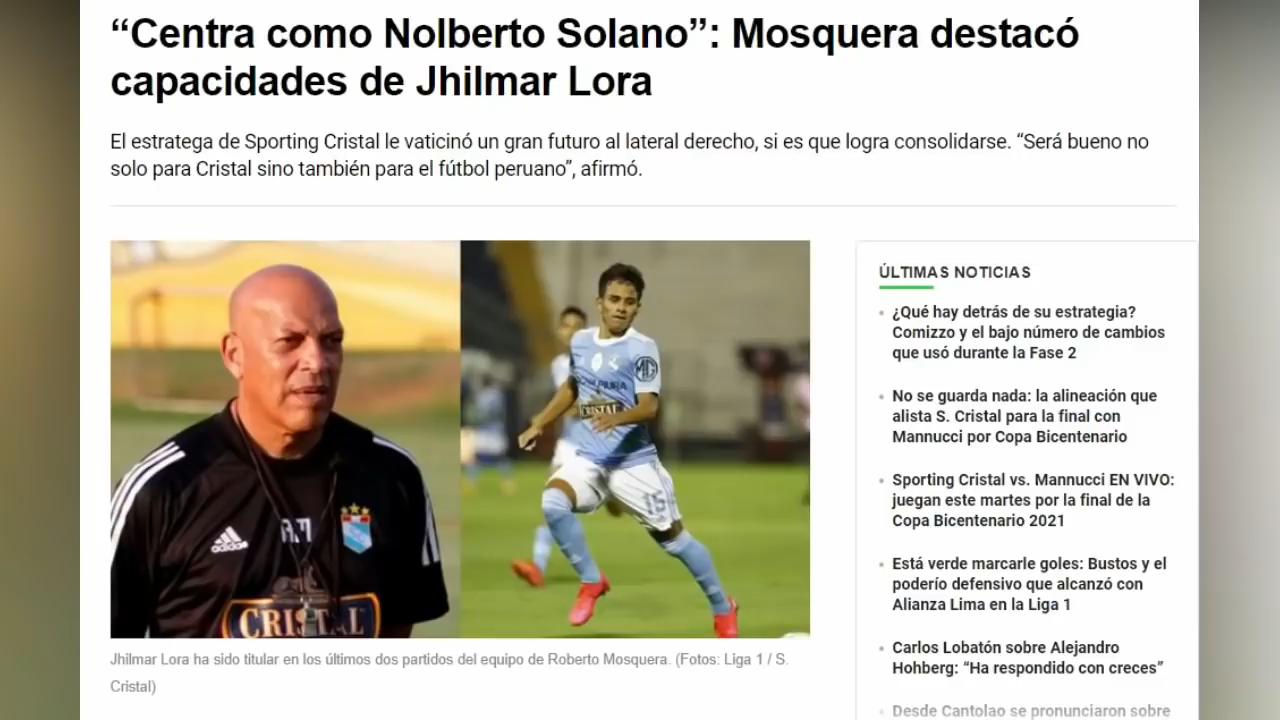 “Centra como Nolberto Solano”: Mosquera destacó
capacidades de Jhilmar Lora
El estratega de Sporting Cristal le vaticinó un gran futuro al lateral derecho, si es que logra consolidarse. “Será bueno no
solo para Cristal sino también para el fútbol peruano”, afirmó.
adidas
RM
CRISTAL
MG
CRISTAL
15
Jhilmar Lora ha sido titular en los últimos dos partidos del equipo de Roberto Mosquera. (Fotos: Liga 1 / S.
Cristal)
ÚLTIMAS NOTICIAS
¿Qué hay detrás de su estrategia?
Comizzo y el bajo número de cambios
que usó durante la Fase 2
No se guarda nada: la alineación que
alista S. Cristal para la final con
Mannucci por Copa Bicentenario
Sporting Cristal vs. Mannucci EN VIVO:
juegan este martes por la final de la
Copa Bicentenario 2021
Está verde marcarle goles: Bustos y el
poderío defensivo que alcanzó con
Alianza Lima en la Liga 1
Carlos Lobatón sobre Alejandro
Hohberg: “Ha respondido con creces”
Desde Cantolao se pronunciaron sobre